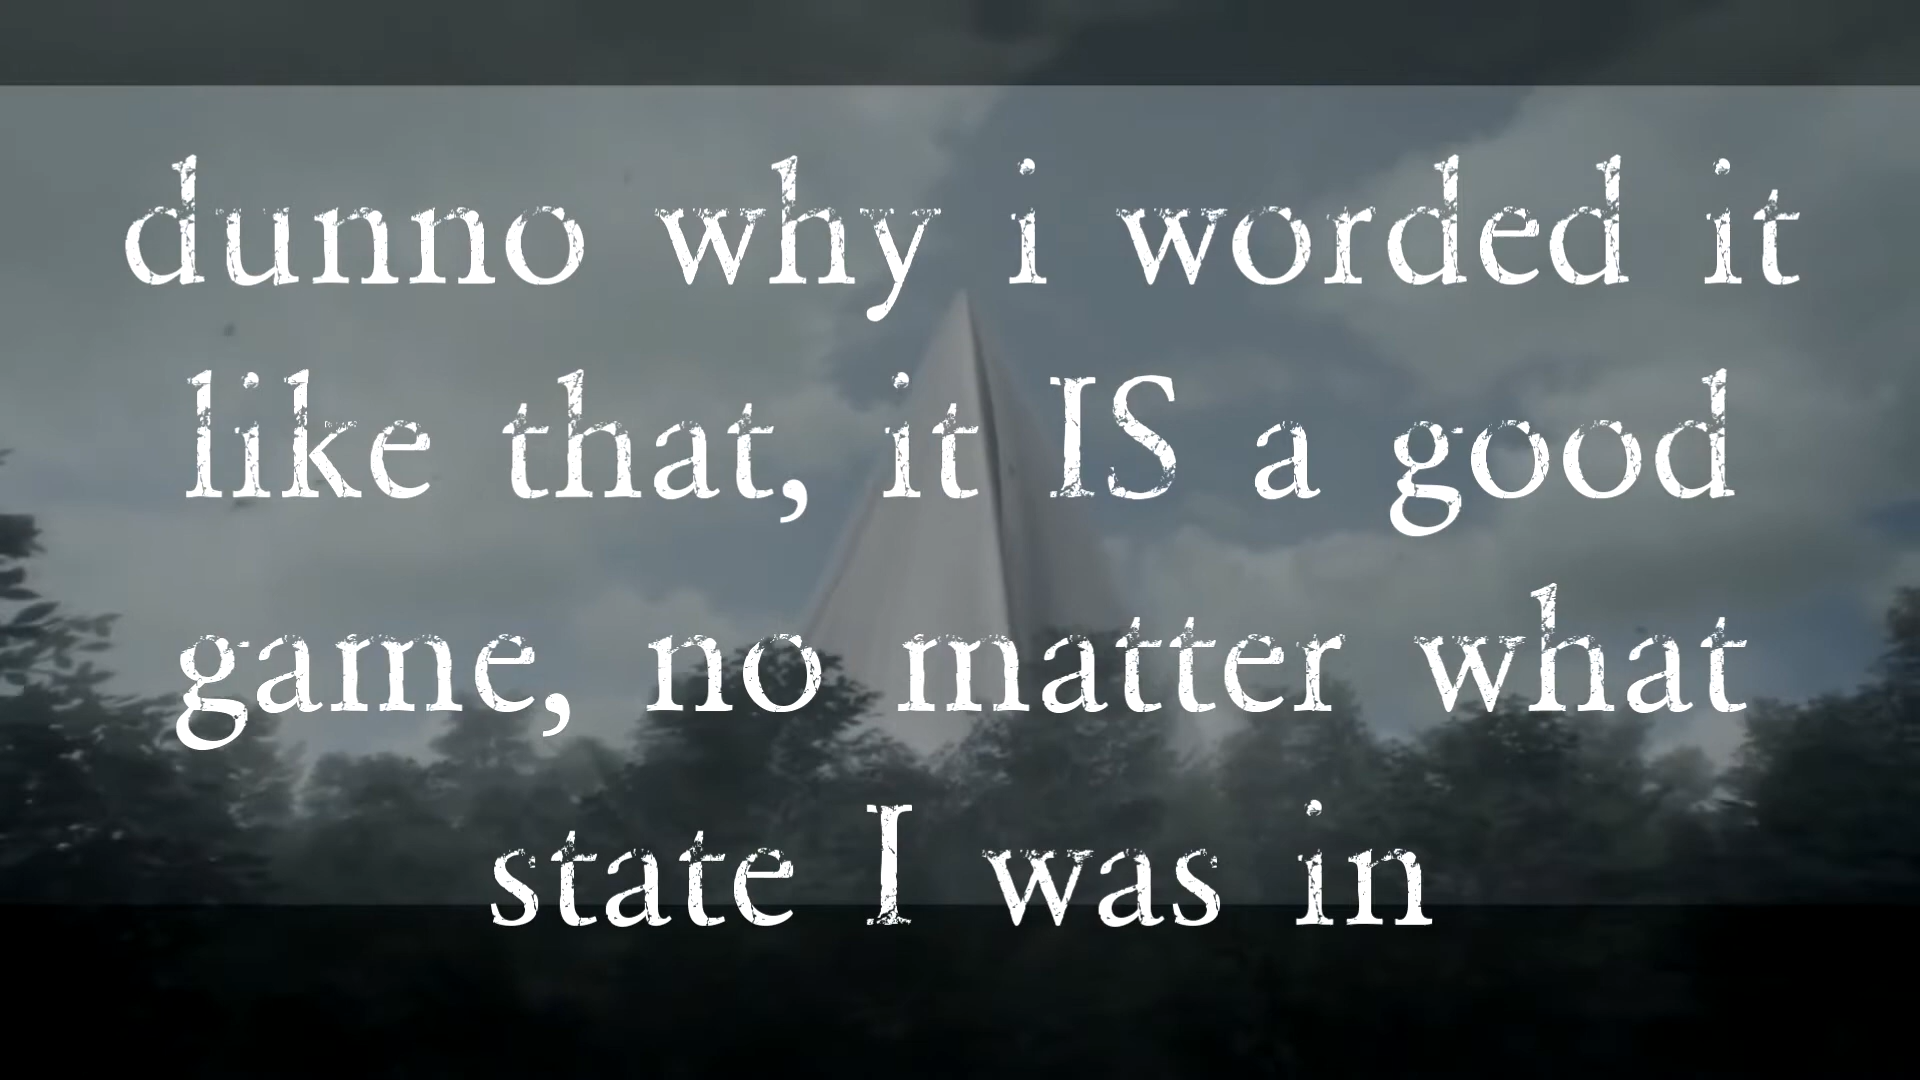 dunno why i worded it
like that, it IS a good
game, no matter what
state I was in